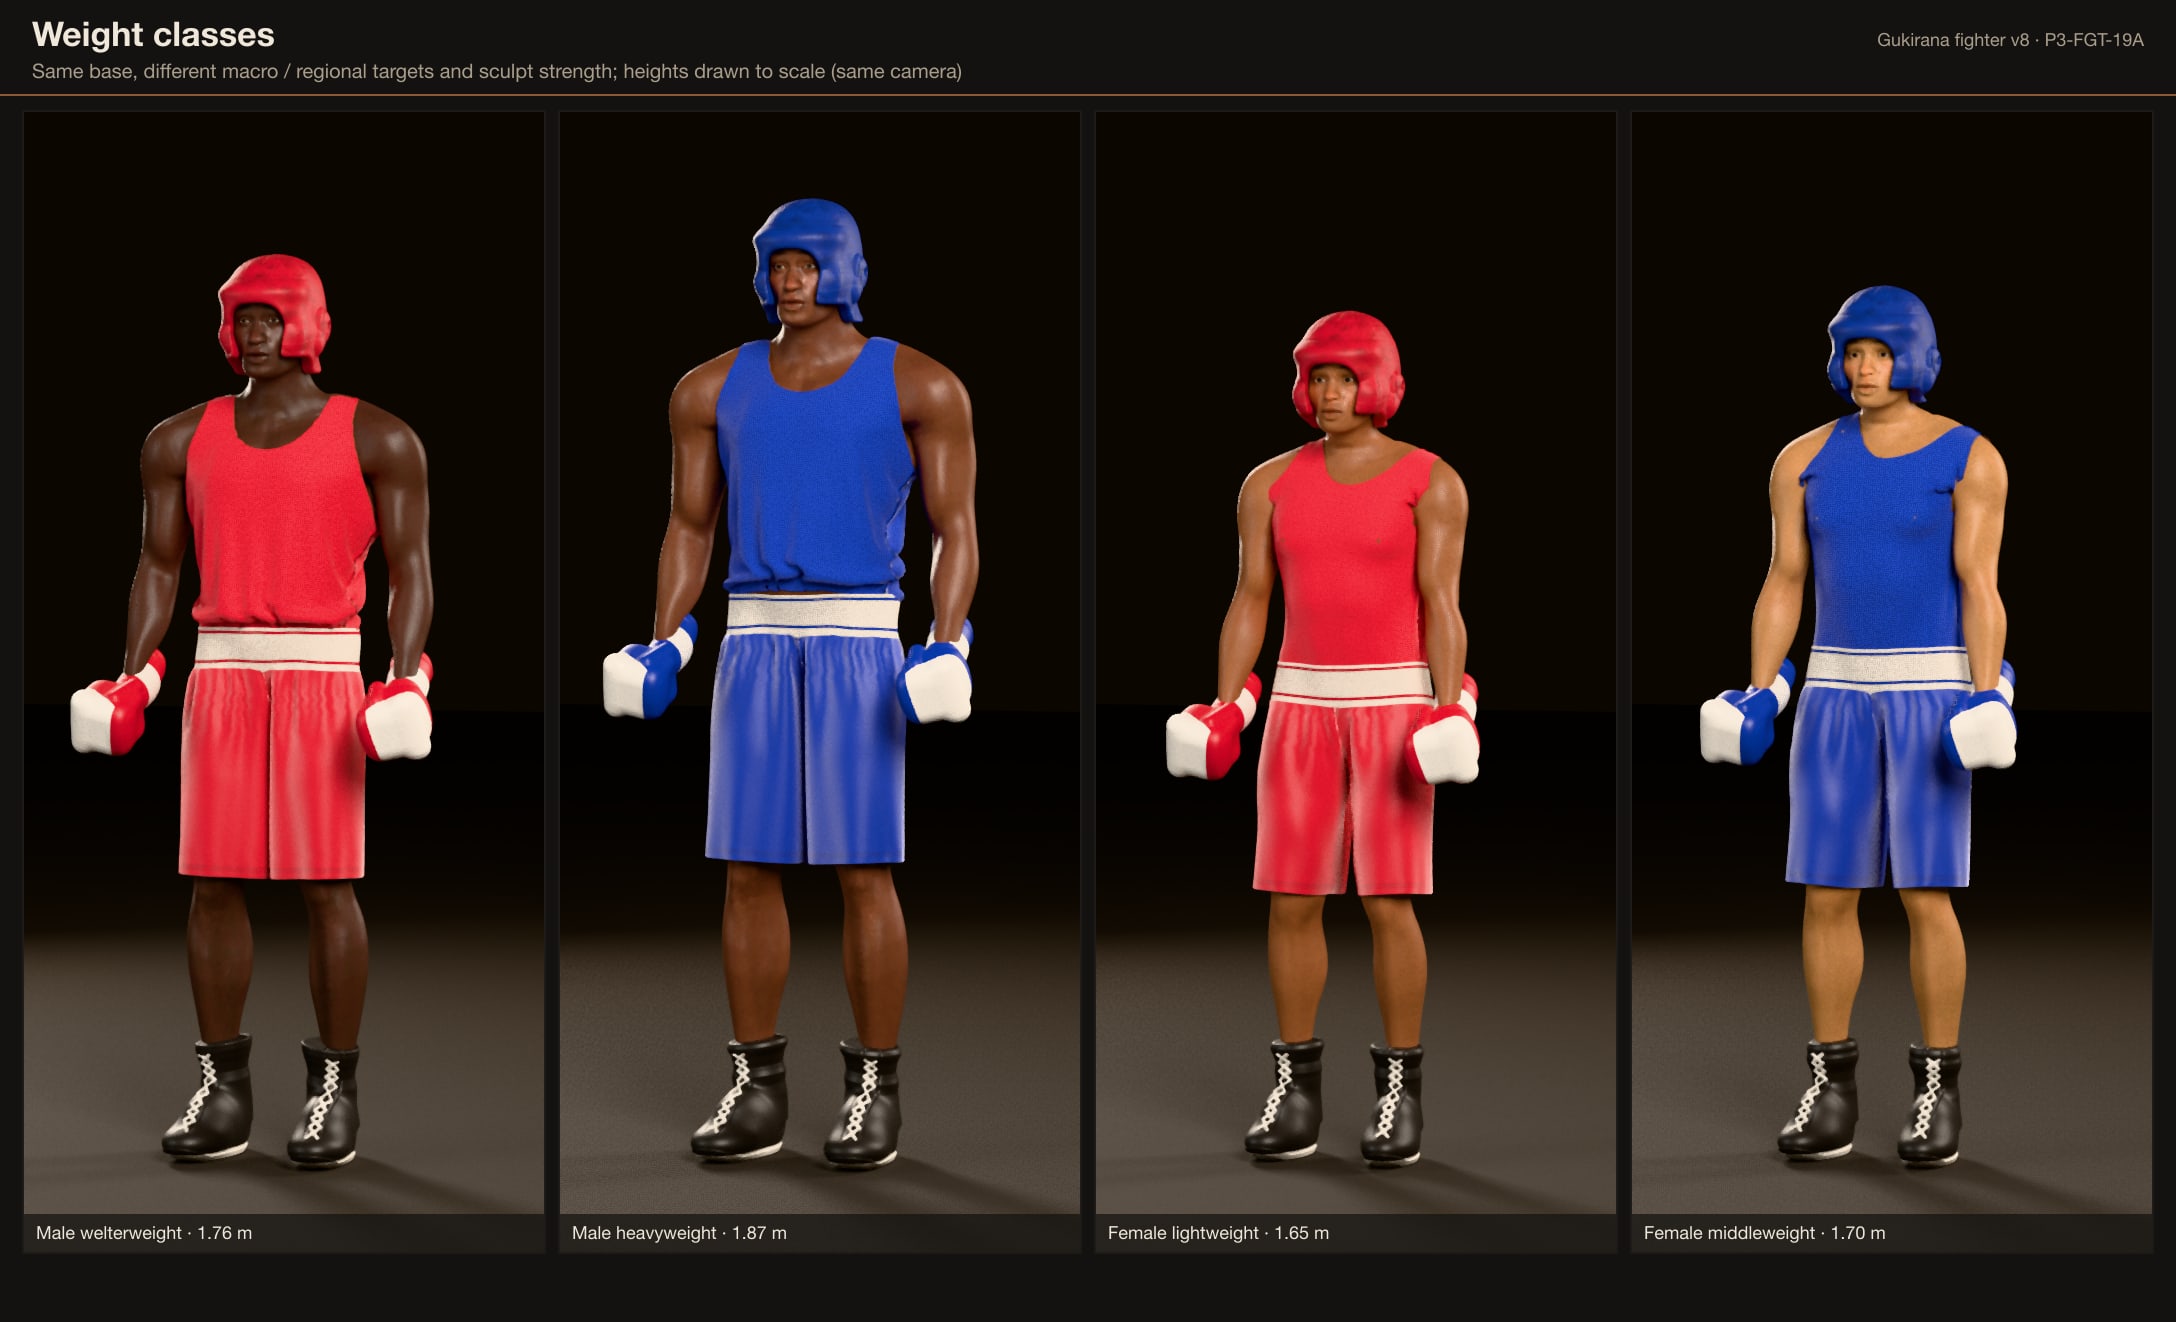 Weight classes
Gukirana fighter v8 · P3-FGT-19A
Same base, different macro / regional targets and sculpt strength; heights drawn to scale (same camera)
Male welterweight · 1.76 m
Male heavyweight · 1.87 m
Female lightweight · 1.65 m
Female middleweight · 1.70 m